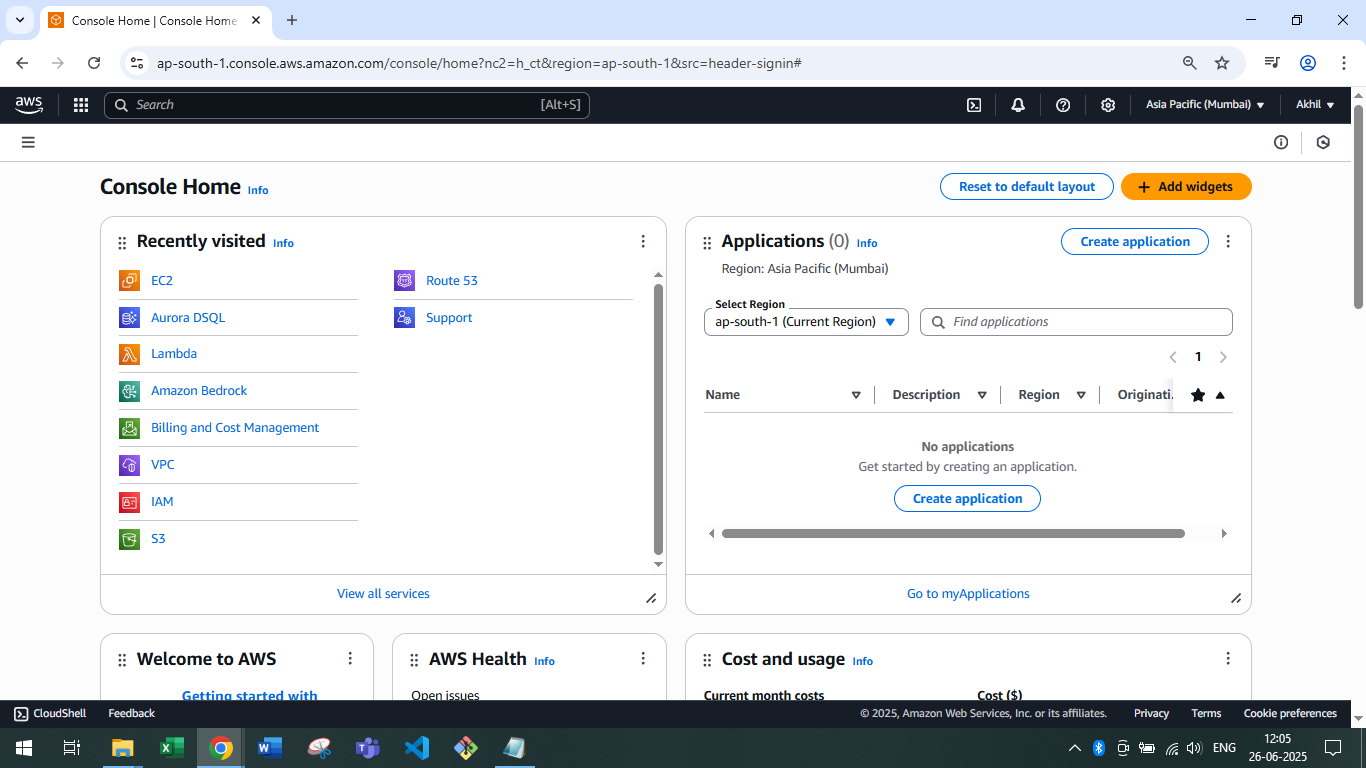 Console Home | Console Home
ap-south-1.console.aws.amazon.com/console/home?nc2=h_ct&region=ap-south-1&src=header-signin#
aws
Search [Alt+S]
Asia Pacific (Mumbai)
Akhil
Console Home Info
Reset to default layout
Add widgets
Recently visited Info
EC2
Aurora DSQL
Lambda
Amazon Bedrock
Billing and Cost Management
VPC
IAM
S3
Route 53
Support
View all services
Applications (0) Info
Create application
Region: Asia Pacific (Mumbai)
Select Region
ap-south-1 (Current Region)
Find applications
1
Name Description Region Originati.
No applications
Get started by creating an application.
Create application
Go to myApplications
Welcome to AWS
Getting started with
AWS Health Info
Open issues
Cost and usage Info
Current month costs
Cost ($)
CloudShell Feedback
© 2025, Amazon Web Services, Inc. or its affiliates. Privacy Terms Cookie preferences
ENG
12:05
26-06-2025